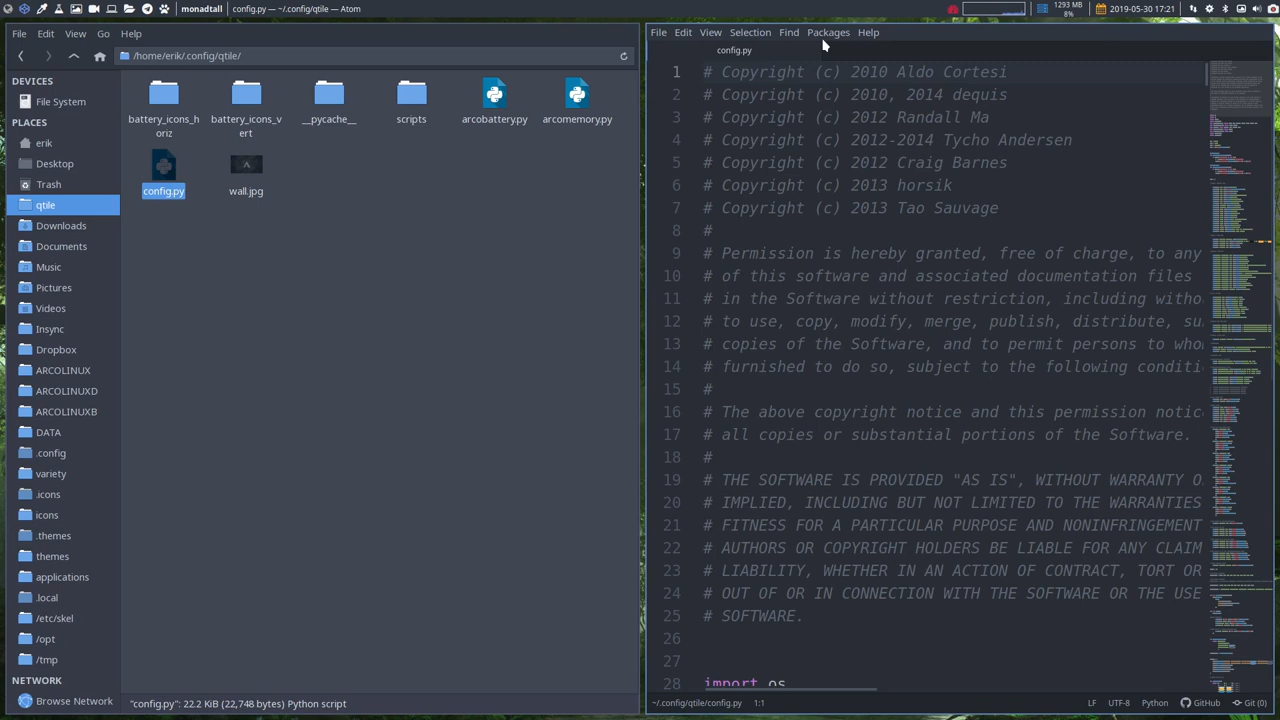 monadtall
config.py — ~/.config/qtile — Atom
1293 MB
8%
2019-05-30 17:21
File Edit View Go Help
/home/erik/.config/qtile/
DEVICES
File System
PLACES
erik
Desktop
Trash
qtile
Downloads
Documents
Music
Pictures
Videos
Insync
Dropbox
ARCOLINUX
ARCOLINUXD
ARCOLINUXB
DATA
.config
variety
.icons
icons
.themes
themes
applications
.local
/etc/skel
/opt
/tmp
NETWORK
Browse Network
battery_icons_h
oriz
battery_icons_v
ert
__pycache__
scripts
arcobattery.py
arcomemory.py
config.py
wall.jpg
"config.py": 22.2 KiB (22,748 bytes) Python script
File Edit View Selection Find Packages Help
config.py
1 # Copyright (c) 2010 Aldo Cortesi
2 # Copyright (c) 2010, 2014 dequis
3 # Copyright (c) 2012 Randall Ma
4 # Copyright (c) 2012-2014 Tycho Andersen
5 # Copyright (c) 2012 Craig Barnes
6 # Copyright (c) 2013 horsik
7 # Copyright (c) 2013 Tao Sauvage
8 #
9 # Permission is hereby granted, free of charge, to any
10 # of this software and associated documentation files
11 # in the Software without restriction, including witho
12 # to use, copy, modify, merge, publish, distribute, su
13 # copies of the Software, and to permit persons to who
14 # furnished to do so, subject to the following conditi
15 #
16 # The above copyright notice and this permission notic
17 # all copies or substantial portions of the Software.
18 #
19 # THE SOFTWARE IS PROVIDED "AS IS", WITHOUT WARRANTY O
20 # IMPLIED, INCLUDING BUT NOT LIMITED TO THE WARRANTIES
21 # FITNESS FOR A PARTICULAR PURPOSE AND NONINFRINGEMENT
22 # AUTHORS OR COPYRIGHT HOLDERS BE LIABLE FOR ANY CLAIM
23 # LIABILITY, WHETHER IN AN ACTION OF CONTRACT, TORT OR
24 # OUT OF OR IN CONNECTION WITH THE SOFTWARE OR THE USE
25 # SOFTWARE.
26
27
28 import os
~/.config/qtile/config.py 1:1
LF UTF-8 Python GitHub Git (0)